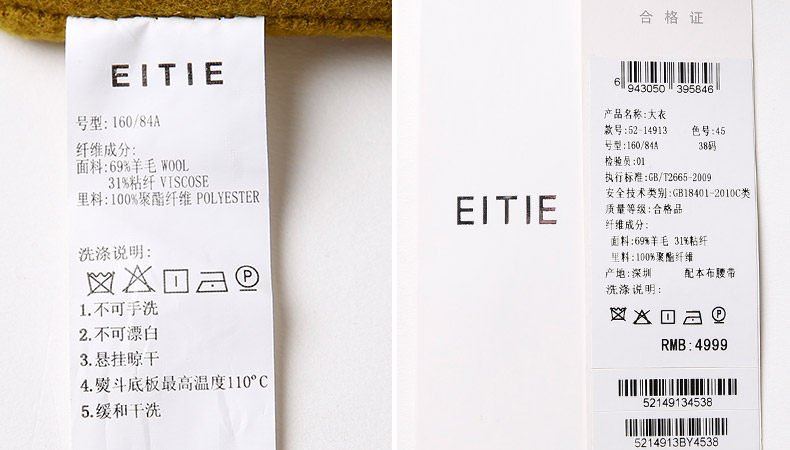 EITIE
号型:160/84A
纤维成分:
面料:69%羊毛 WOOL
31%粘纤 VISCOSE
里料:100%聚酯纤维 POLYESTER
洗涤说明:
P
1.不可手洗
2.不可漂白
3.悬挂晾干
4.熨斗底板最高温度110°C
5.缓和干洗
EITIE
合格证
6 943050 395846
产品名称:大衣
款号:52-14913 色号:45
号型:160/84A 38码
检验员:01
执行标准:GB/T2665-2009
安全技术类别:GB18401-2010C类
质量等级:合格品
纤维成分:
面料:69%羊毛 31%粘纤
里料:100%聚酯纤维
产地:深圳 配本布腰带
洗涤说明:
P
RMB:4999
52149134538
5214913BY4538